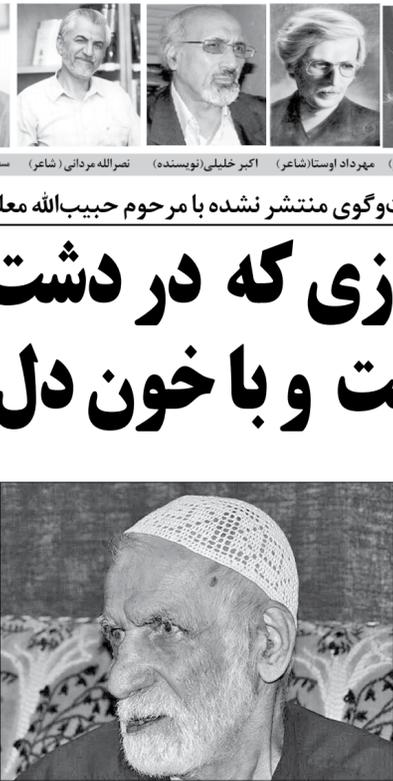 مهرداد اوستا(شاعر) اکبر خلیلی(نویسنده) نصرالله مردانی( شاعر)
وگوی منتشر نشده با مرحوم حبیب‌الله معل
زی که در دشت
ت و با خون دل